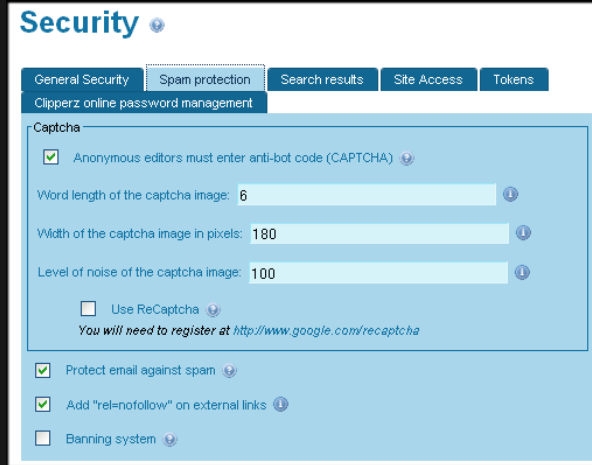 Security
General Security Spam protection Search results Site Access Tokens
Clipperz online password management
Captcha
Anonymous editors must enter anti-bot code (CAPTCHA)
Word length of the captcha image: 6
Width of the captcha image in pixels: 180
Level of noise of the captcha image: 100
Use ReCaptcha
You will need to register at http://www.google.com/recaptcha
Protect email against spam
Add "rel=nofollow" on external links
Banning system